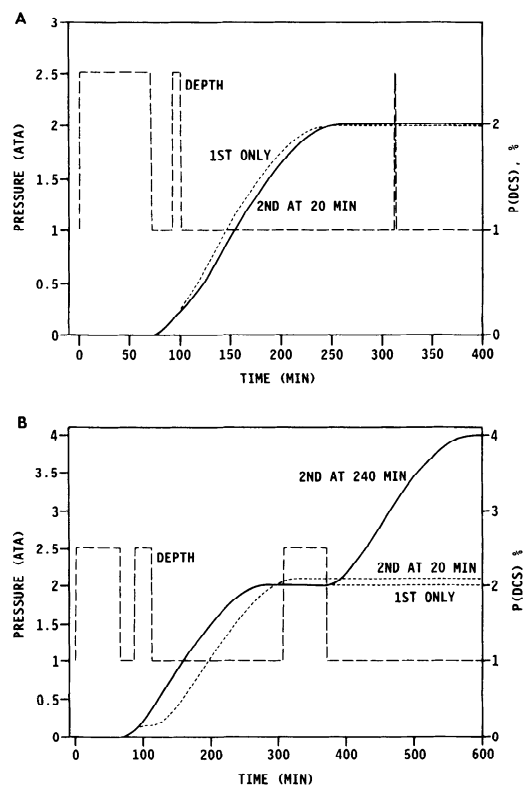 A
3
2.5
2
1.5
1
0.5
0
PRESSURE (ATA)
DEPTH
1ST ONLY
2ND AT 20 MIN
2
1
0
P(DCS), %
0 50 100 150 200 250 300 350 400
TIME (MIN)
B
4
3.5
3
2.5
2
1.5
1
0.5
0
PRESSURE (ATA)
DEPTH
2ND AT 240 MIN
2ND AT 20 MIN
1ST ONLY
4
3
2
1
0
P(DCS) %
0 100 200 300 400 500 600
TIME (MIN)